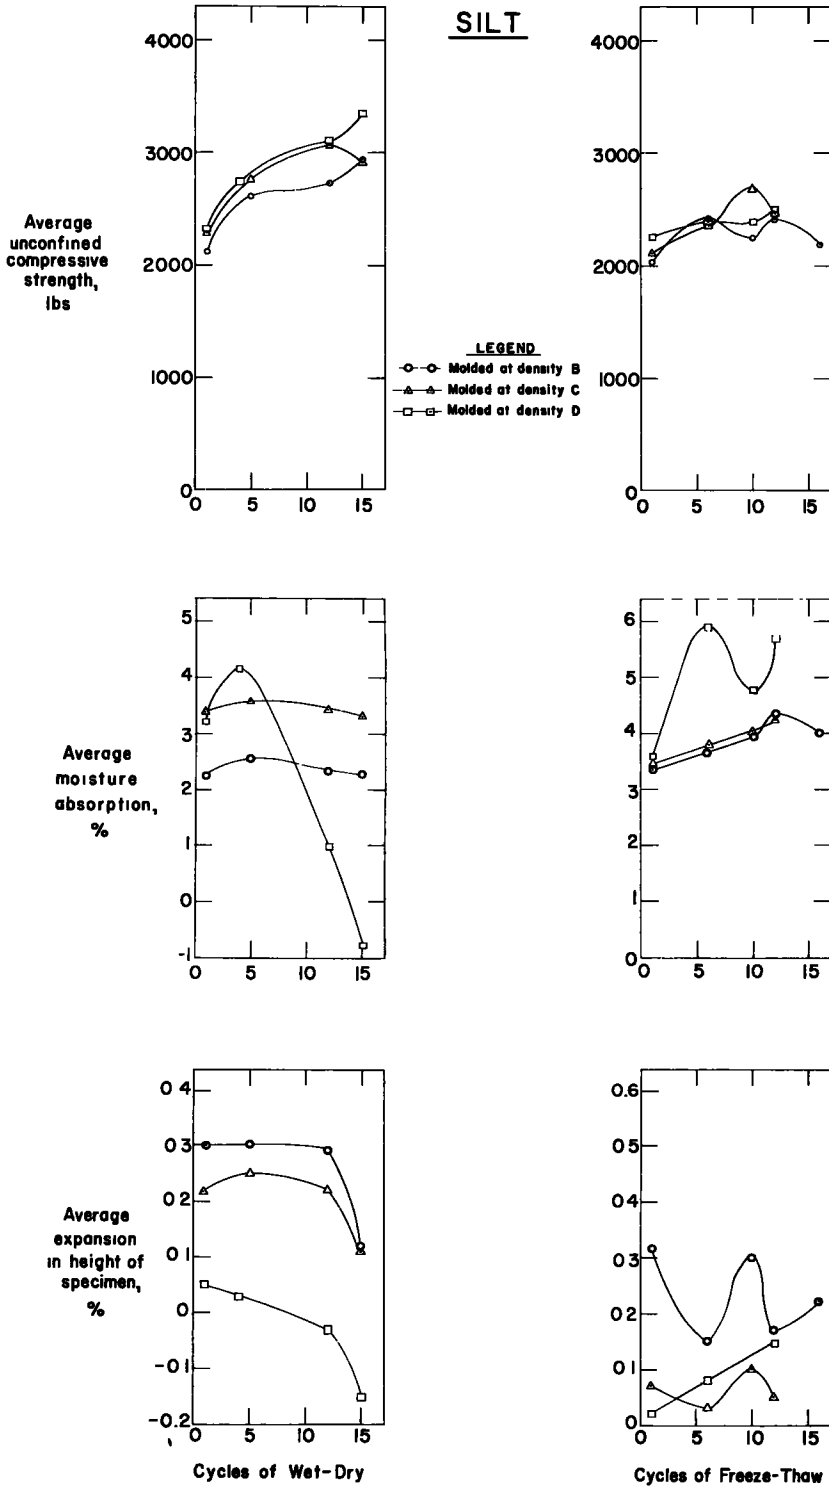 SILT
4000
3000
2000
1000
0
0 5 10 15
Average
unconfined
compressive
strength,
lbs
LEGEND
Molded at density B
Molded at density C
Molded at density D
4000
3000
2000
1000
0
0 5 10 15
5
4
3
2
1
0
-1
0 5 10 15
Average
moisture
absorption,
%
6
5
4
3
2
1
0
0 5 10 15
0 4
0 3
0 2
0 1
0
-0 1
-0.2
0 5 10 15
Average
expansion
in height of
specimen,
%
Cycles of Wet-Dry
0.6
0 5
0 4
0 3
0 2
0 1
0
0 5 10 15
Cycles of Freeze-Thaw